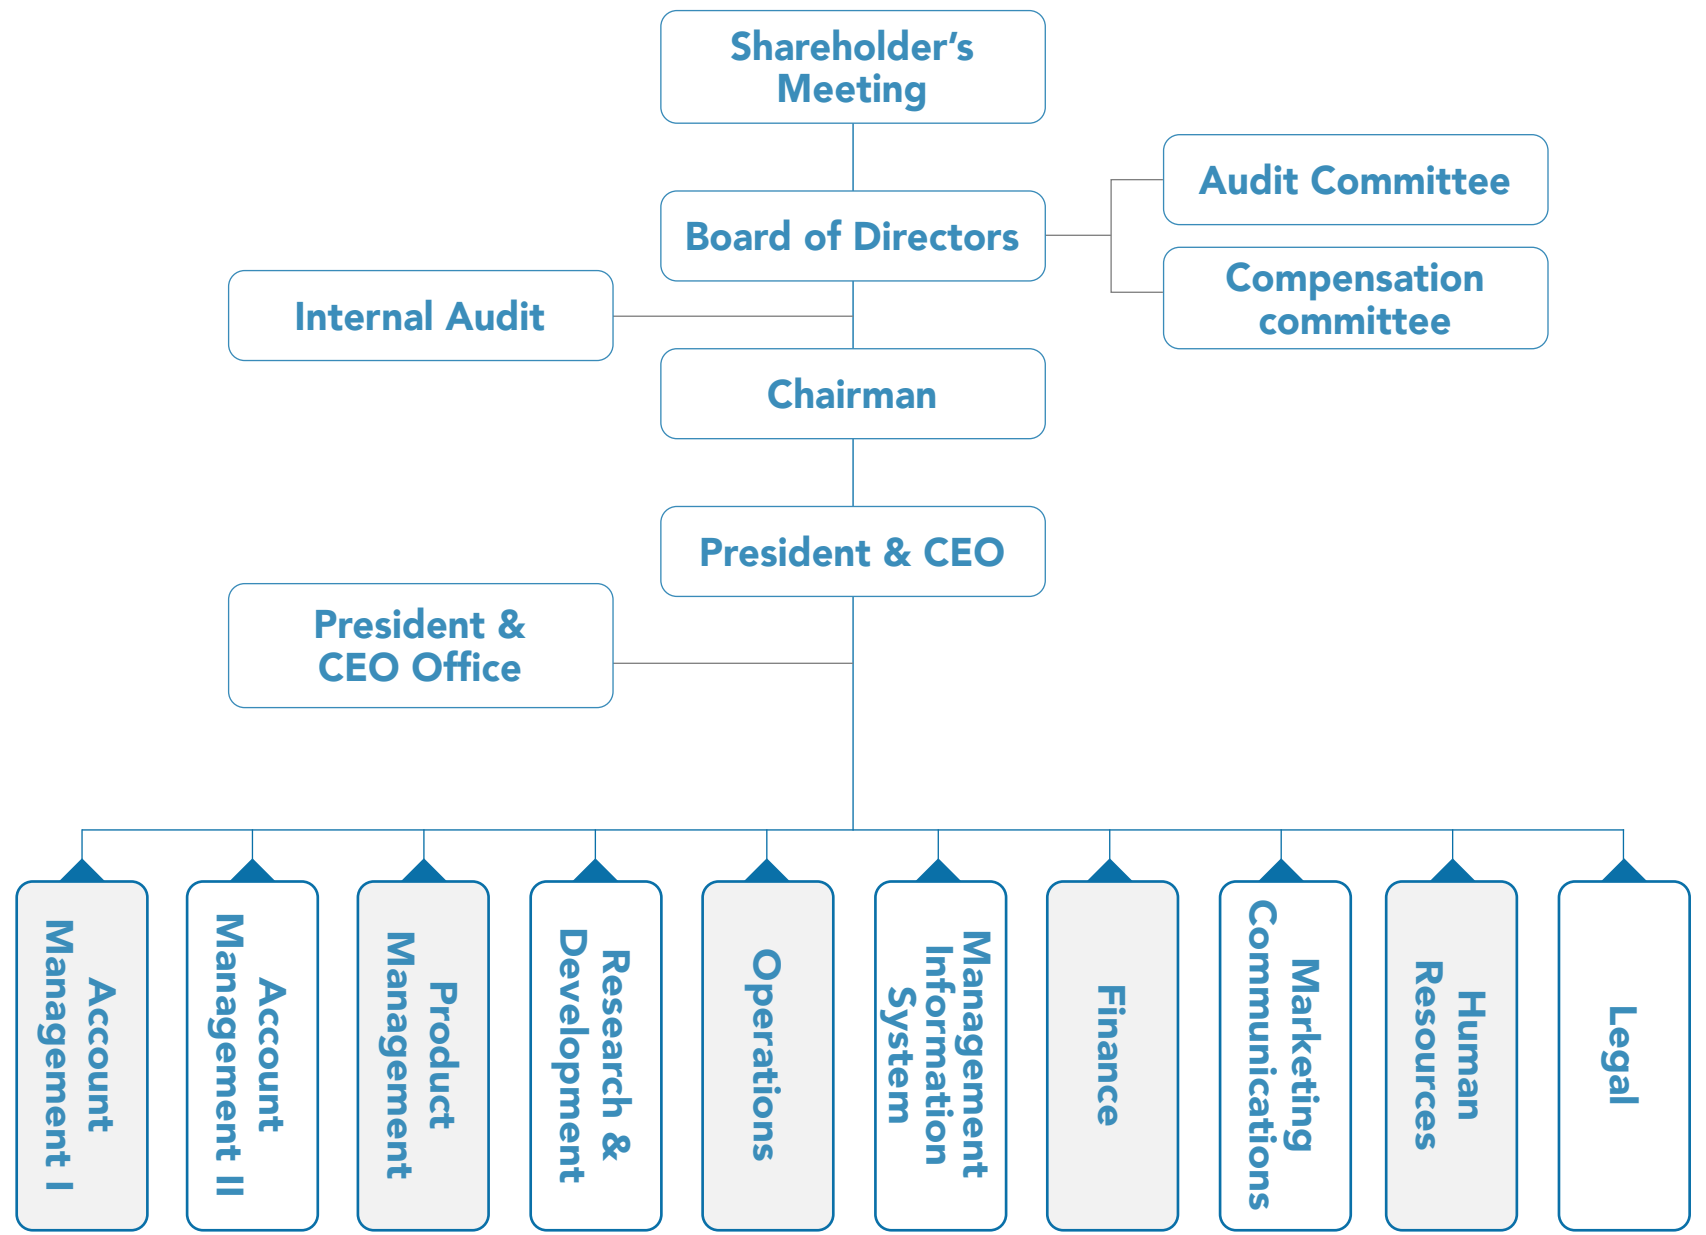 Shareholder’s
Meeting
Audit Committee
Board of Directors
Compensation
committee
Internal Audit
Chairman
President & CEO
President &
CEO Office
Account
Management I
Account
Management II
Product
Management
Research &
Development
Operations
Management
Information
System
Finance
Marketing
Communications
Human
Resources
Legal